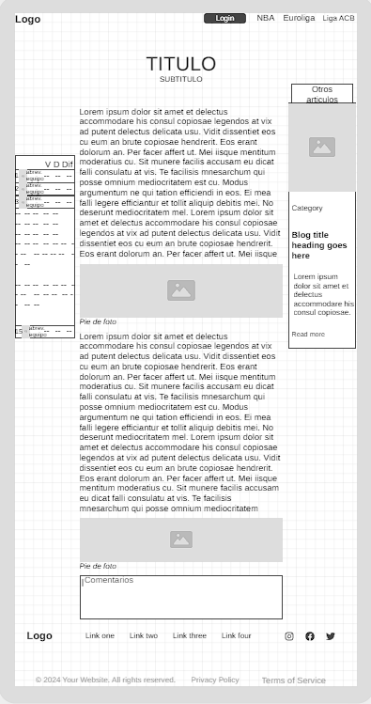 Logo
Login
NBA
Euroliga
Liga ACB
TITULO
SUBTITULO
Otros
articulos
V D Dif
Lorem ipsum dolor sit amet et delectus
accommodare his consul copiosae legendos at vix
ad putent delectus delicata usu. Vidit dissentiet eos
cu eum an brute copiosae hendrerit. Eos erant
dolorum an. Per facer affert ut. Mei iisque mentitum
moderatius cu. Sit munere facilis accusam eu dicat
falli consulatu at vis. Te facilisis mnesarchum qui
posse omnium mediocritatem est cu. Modus
argumentum ne qui tation efficiendi in eos. Ei mea
falli legere efficiantur et tollit aliquip debitis mei. No
deserunt mediocritatem mel. Lorem ipsum dolor sit
amet et delectus accommodare his consul copiosae
legendos at vix ad putent delectus delicata usu. Vidit
dissentiet eos cu eum an brute copiosae hendrerit.
Eos erant dolorum an. Per facer affert ut. Mei iisque
Pie de foto
Lorem ipsum dolor sit amet et delectus
accommodare his consul copiosae legendos at vix
ad putent delectus delicata usu. Vidit dissentiet eos
cu eum an brute copiosae hendrerit. Eos erant
dolorum an. Per facer affert ut. Mei iisque mentitum
moderatius cu. Sit munere facilis accusam eu dicat
falli consulatu at vis. Te facilisis mnesarchum qui
posse omnium mediocritatem est cu. Modus
argumentum ne qui tation efficiendi in eos. Ei mea
falli legere efficiantur et tollit aliquip debitis mei. No
deserunt mediocritatem mel. Lorem ipsum dolor sit
amet et delectus accommodare his consul copiosae
legendos at vix ad putent delectus delicata usu. Vidit
dissentiet eos cu eum an brute copiosae hendrerit.
Eos erant dolorum an. Per facer affert ut. Mei iisque
mentitum moderatius cu. Sit munere facilis accusam
eu dicat falli consulatu at vis. Te facilisis
mnesarchum qui posse omnium mediocritatem
Pie de foto
Comentarios
Category
Blog title
heading goes
here
Lorem ipsum
dolor sit amet et
delectus
accommodare his
consul copiosae.
Read more
Logo
Link one
Link two
Link three
Link four
© 2024 Your Website. All rights reserved.
Privacy Policy
Terms of Service